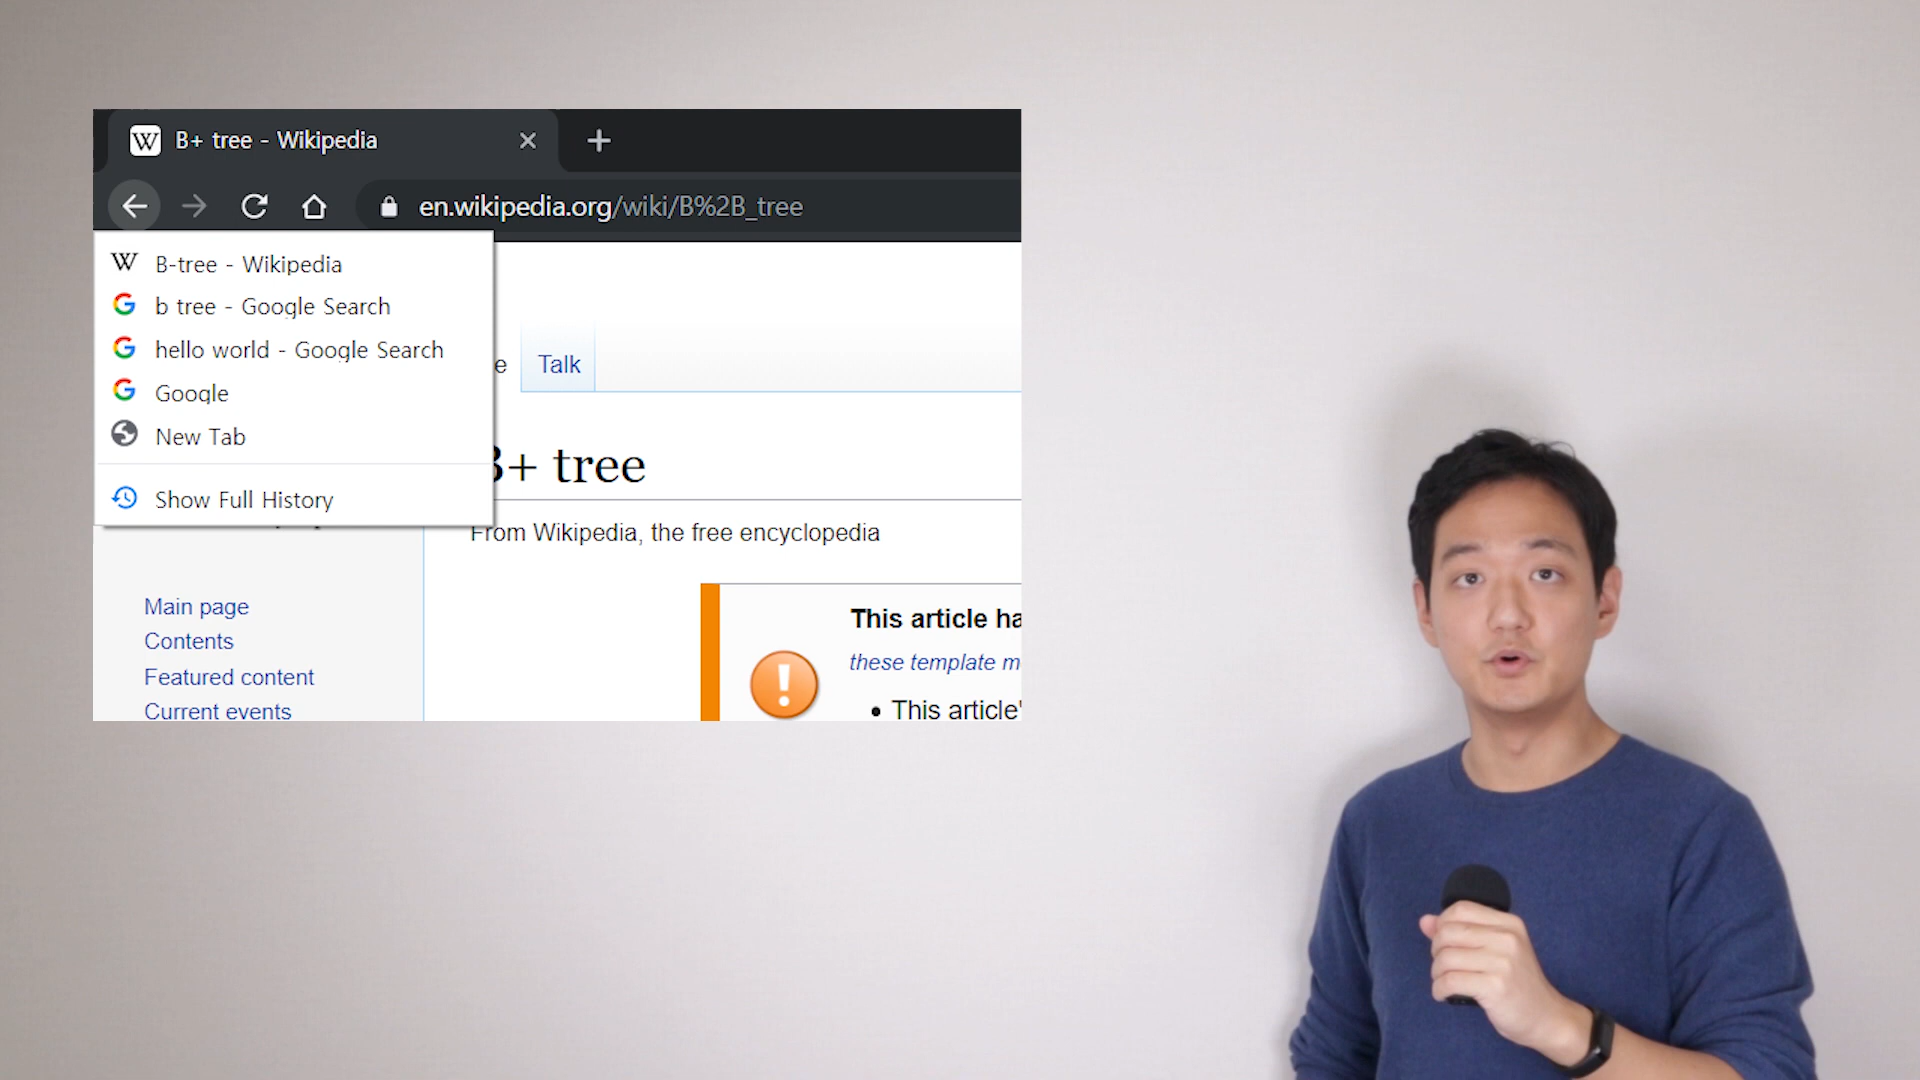 B+ tree - Wikipedia
en.wikipedia.org/wiki/B%2B_tree
W B-tree - Wikipedia
b tree - Google Search
hello world - Google Search
Google
New Tab
Show Full History
e Talk
B+ tree
From Wikipedia, the free encyclopedia
Main page
Contents
Featured content
Current events
This article ha
these template m
! • This article'